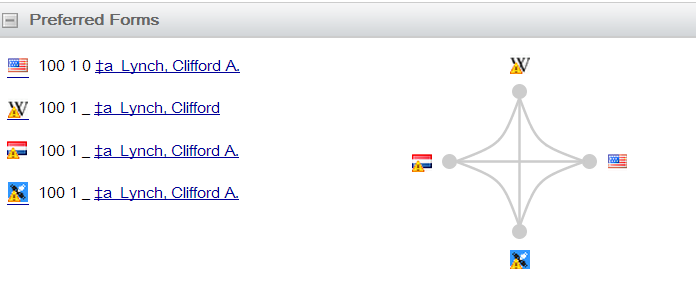 Preferred Forms
100 1 0 ‡a Lynch, Clifford A.
100 1 _ ‡a Lynch, Clifford
100 1 _ ‡a Lynch, Clifford A.
100 1 _ ‡a Lynch, Clifford A.